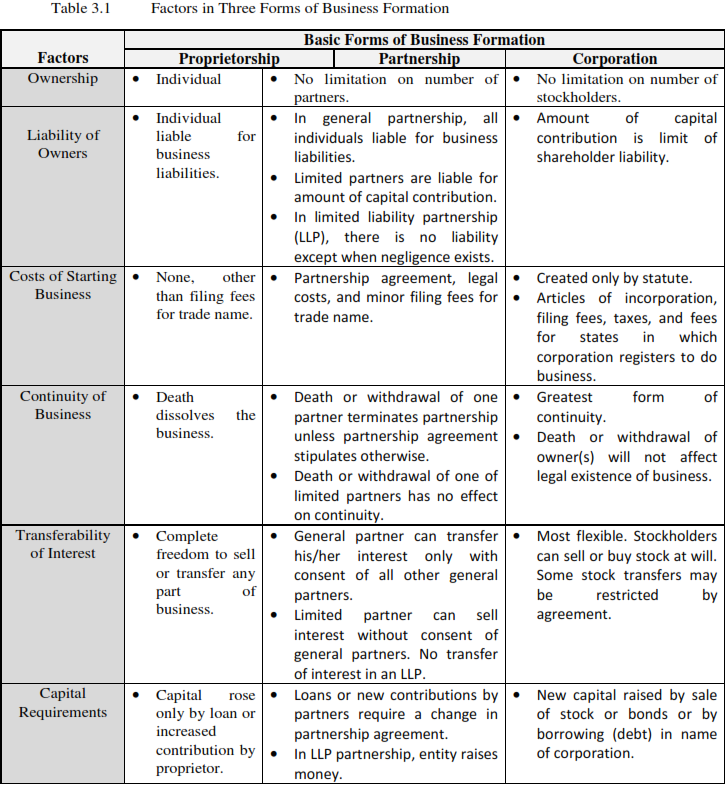 Table 3.1 Factors in Three Forms of Business Formation
Factors
Basic Forms of Business Formation
Proprietorship
Partnership
Corporation
Ownership
• Individual
• No limitation on number of
partners.
• No limitation on number of
stockholders.
Liability of
Owners
• Individual
liable for
business
liabilities.
• In general partnership, all
individuals liable for business
liabilities.
• Limited partners are liable for
amount of capital contribution.
• In limited liability partnership
(LLP), there is no liability
except when negligence exists.
• Amount of capital
contribution is limit of
shareholder liability.
Costs of Starting
Business
• None, other
than filing fees
for trade name.
• Partnership agreement, legal
costs, and minor filing fees for
trade name.
• Created only by statute.
• Articles of incorporation,
filing fees, taxes, and fees
for states in which
corporation registers to do
business.
Continuity of
Business
• Death
dissolves the
business.
• Death or withdrawal of one
partner terminates partnership
unless partnership agreement
stipulates otherwise.
• Death or withdrawal of one of
limited partners has no effect
on continuity.
• Greatest form of
continuity.
• Death or withdrawal of
owner(s) will not affect
legal existence of business.
Transferability
of Interest
• Complete
freedom to sell
or transfer any
part of
business.
• General partner can transfer
his/her interest only with
consent of all other general
partners.
• Limited partner can sell
interest without consent of
general partners. No transfer
of interest in an LLP.
• Most flexible. Stockholders
can sell or buy stock at will.
Some stock transfers may
be restricted by
agreement.
Capital
Requirements
• Capital rose
only by loan or
increased
contribution by
proprietor.
• Loans or new contributions by
partners require a change in
partnership agreement.
• In LLP partnership, entity raises
money.
• New capital raised by sale
of stock or bonds or by
borrowing (debt) in name
of corporation.